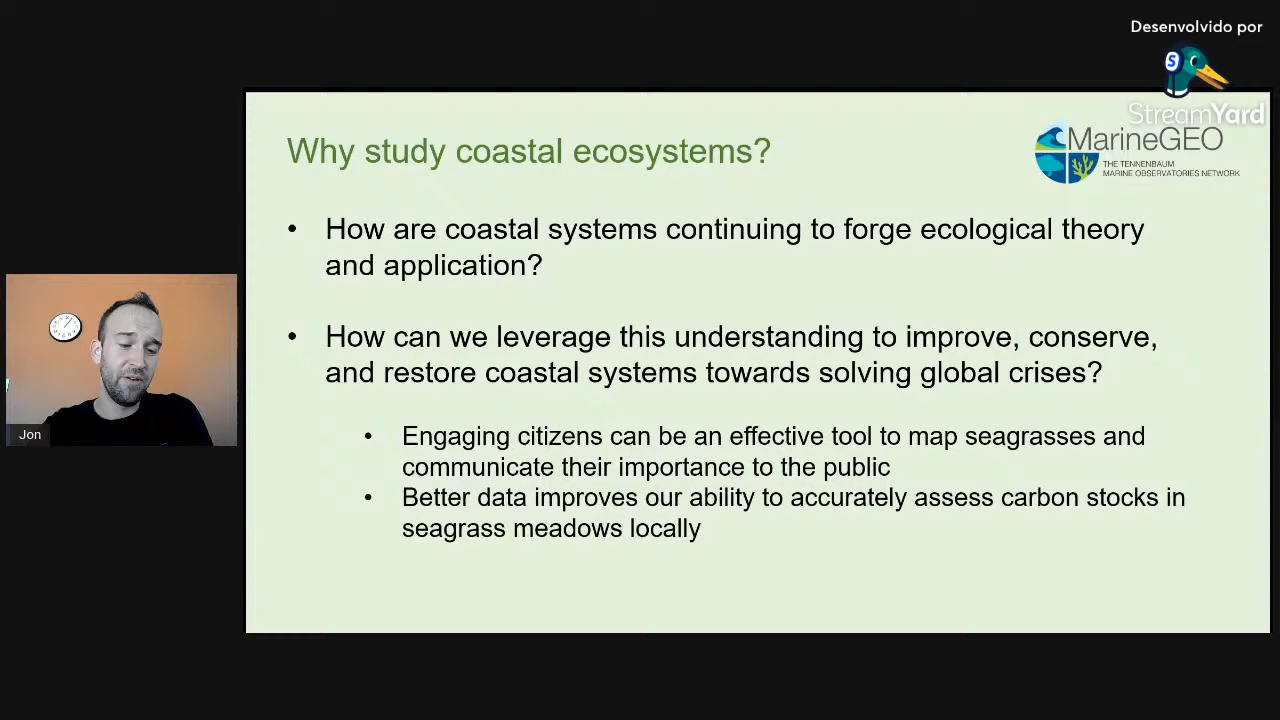 Desenvolvido por
StreamYard
MarineGEO
THE TENNENBAUM
MARINE OBSERVATORIES NETWORK
Why study coastal ecosystems?
• How are coastal systems continuing to forge ecological theory
and application?
• How can we leverage this understanding to improve, conserve,
and restore coastal systems towards solving global crises?
• Engaging citizens can be an effective tool to map seagrasses and
communicate their importance to the public
• Better data improves our ability to accurately assess carbon stocks in
seagrass meadows locally
Jon